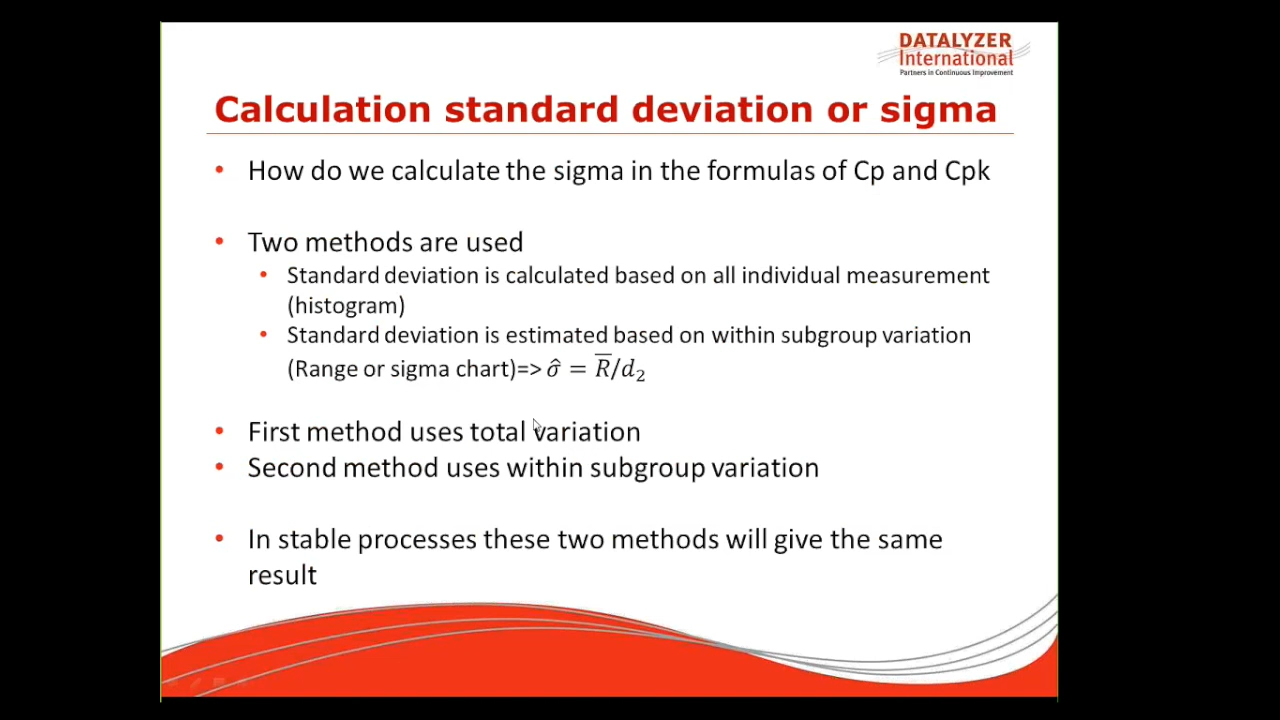 DATALYZER
International
Partners in Continuous Improvement
Calculation standard deviation or sigma
• How do we calculate the sigma in the formulas of Cp and Cpk
• Two methods are used
• Standard deviation is calculated based on all individual measurement
(histogram)
• Standard deviation is estimated based on within subgroup variation
(Range or sigma chart)=> σ̂ = R̅/d₂
• First method uses total variation
• Second method uses within subgroup variation
• In stable processes these two methods will give the same
result